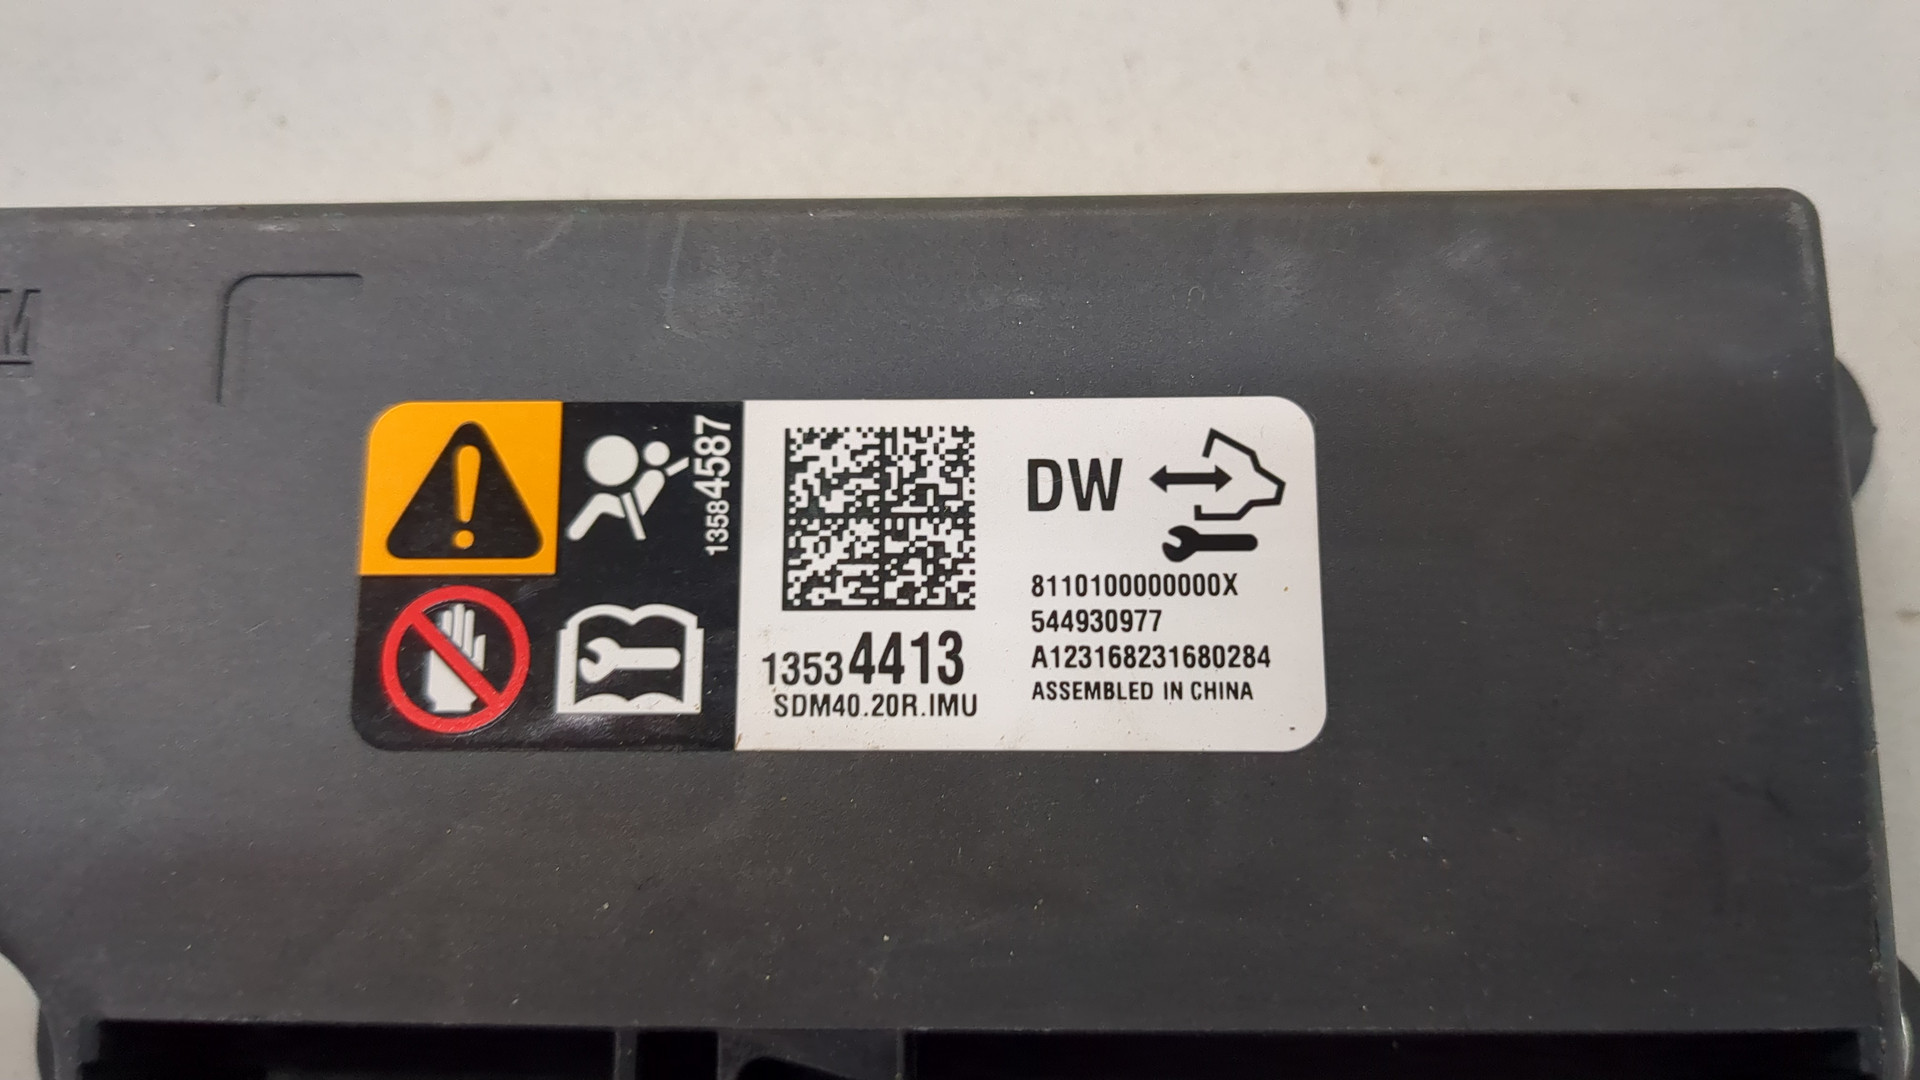 13584587
13534413
SDM40.20R.IMU
DW
8110100000000X
544930977
A123168231680284
ASSEMBLED IN CHINA